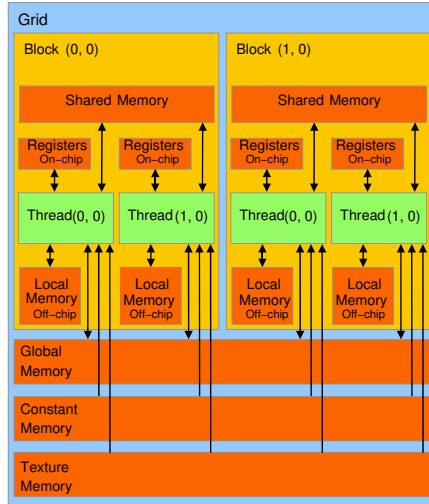 Grid
Block (0, 0)
Block (1, 0)
Shared Memory
Shared Memory
Registers
On-chip
Registers
On-chip
Registers
On-chip
Registers
On-chip
Thread(0, 0)
Thread(1, 0)
Thread(0, 0)
Thread(1, 0)
Local
Memory
Off-chip
Local
Memory
Off-chip
Local
Memory
Off-chip
Local
Memory
Off-chip
Global
Memory
Constant
Memory
Texture
Memory